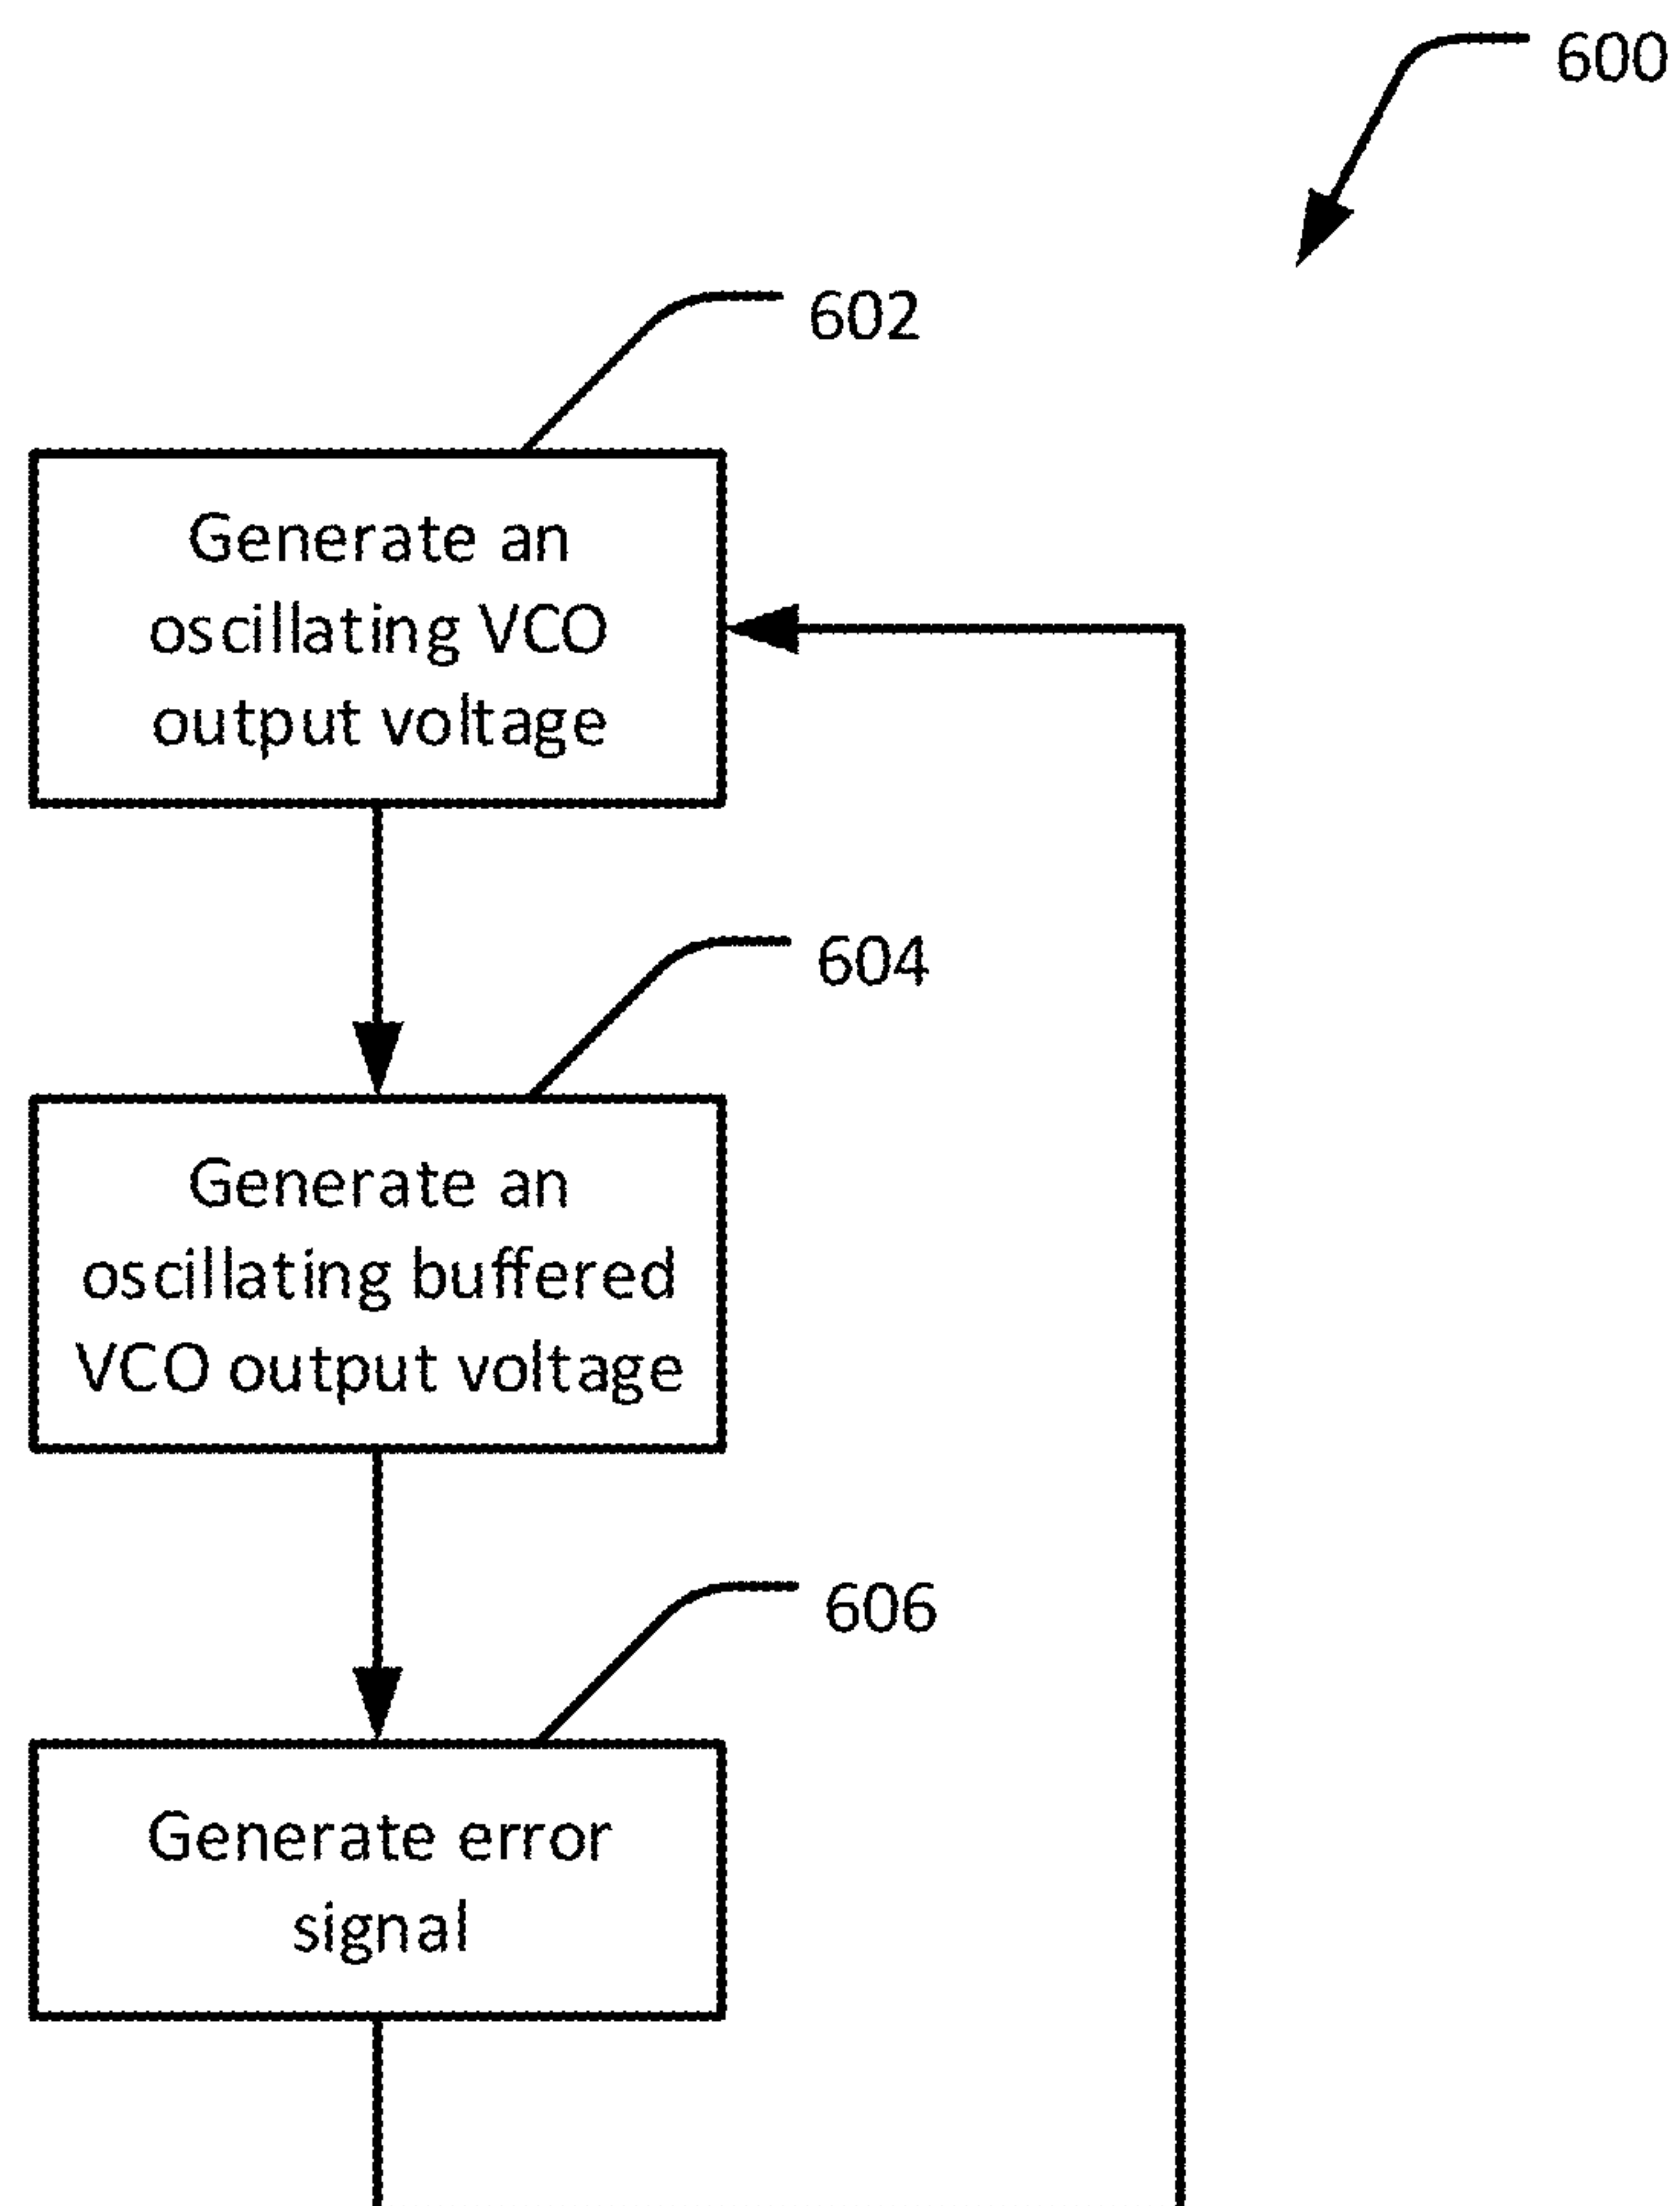 600
602
Generate an
oscillating VCO
output voltage
604
Generate an
oscillating buffered
VCO output voltage
606
Generate error
signal